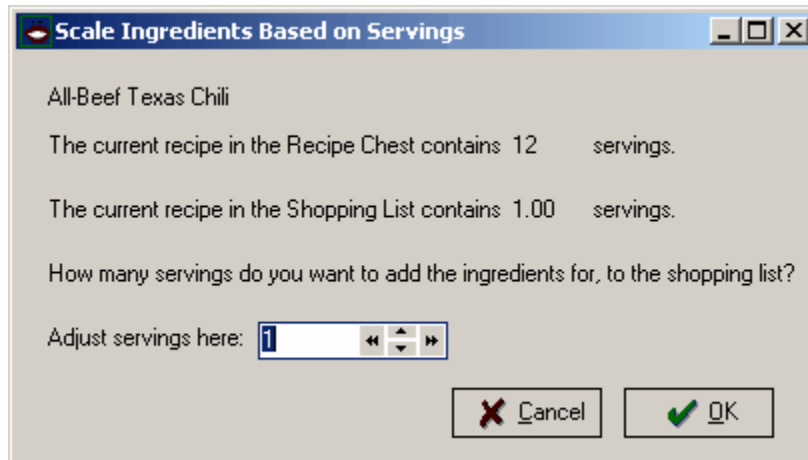 Scale Ingredients Based on Servings
All-Beef Texas Chili
The current recipe in the Recipe Chest contains 12 servings.
The current recipe in the Shopping List contains 1.00 servings.
How many servings do you want to add the ingredients for, to the shopping list?
Adjust servings here: 1
Cancel OK